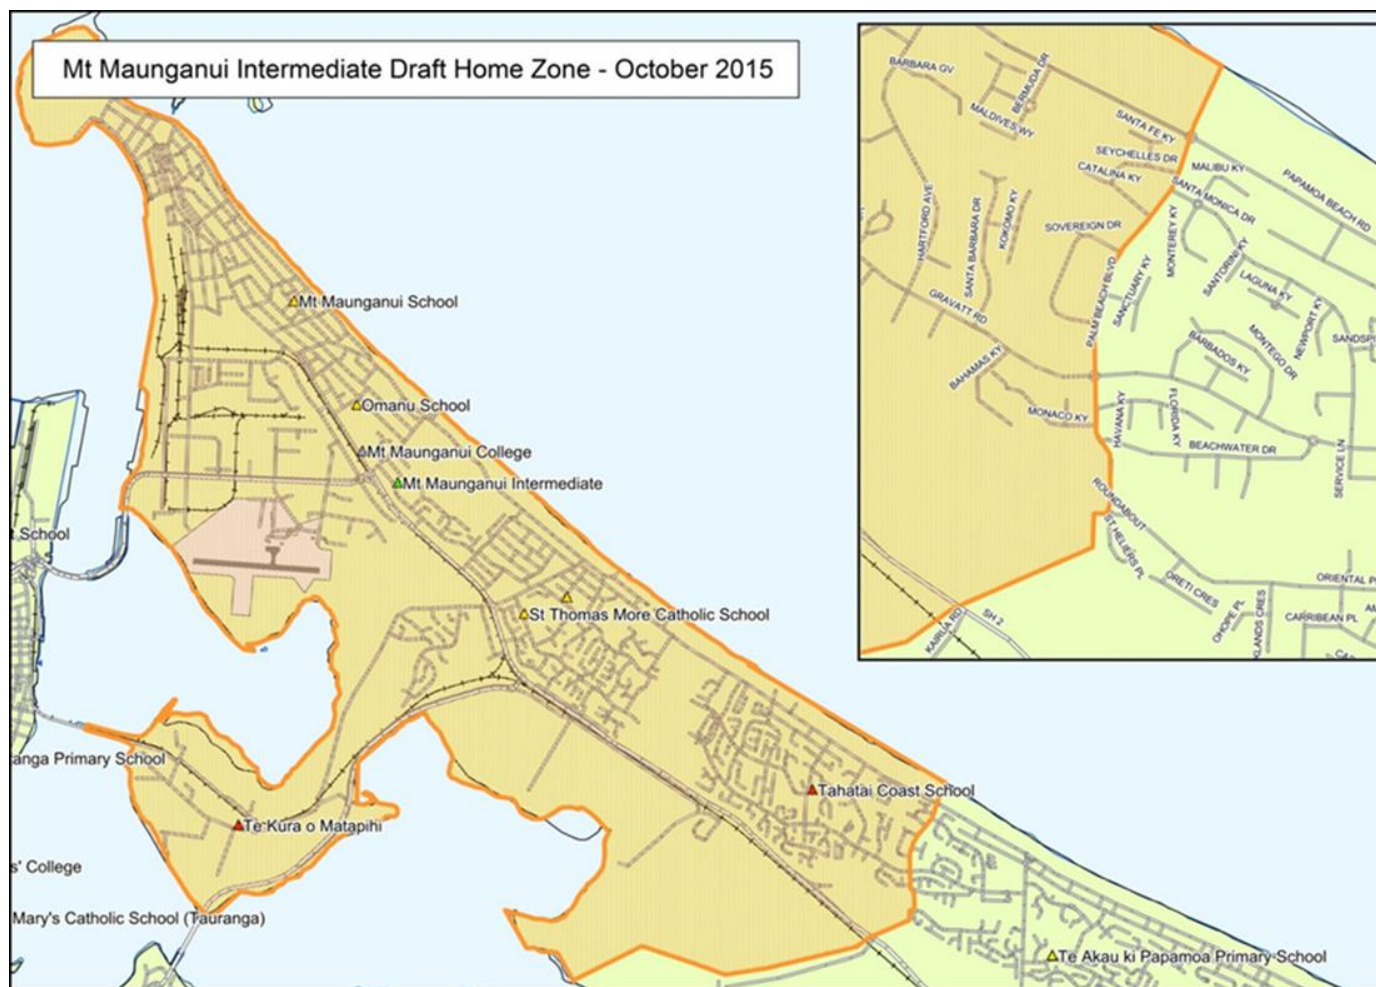 Mt Maunganui Intermediate Draft Home Zone - October 2015
Mt Maunganui School
Omanu School
Mt Maunganui College
Mt Maunganui Intermediate
t School
St Thomas More Catholic School
anga Primary School
Tahatai Coast School
Te Kura o Matapihi
s' College
Mary's Catholic School (Tauranga)
Te Akau ki Papamoa Primary School
BARBARA GV
BERMUDA DR
MALDIVES WY
SANTA FE KY
SEYCHELLES DR
CATALINA KY
MALIBU KY
PAPAMOA BEACH RD
SANTA MONICA DR
HARTFORD AVE
SANTA BARBARA DR
KOKOMO KY
SOVEREIGN DR
MONTEREY KY
SANTORINI KY
PALM BEACH BLVD
SANCTUARY KY
LAGUNA KY
NEWPORT KY
GRAVATT RD
BARBADOS KY
MONTEGO DR
SANDSP
BAHAMAS KY
MONACO KY
HAVANA KY
FLORIDA KY
BEACHWATER DR
SERVICE LN
ROUNDABOUT
ST HELIERS PL
ORETI CRES
ORIENTAL P
OHOPE PL
KLANDS CRES
CARRIBEAN PL
AM
KAIRUA RD
SH 2